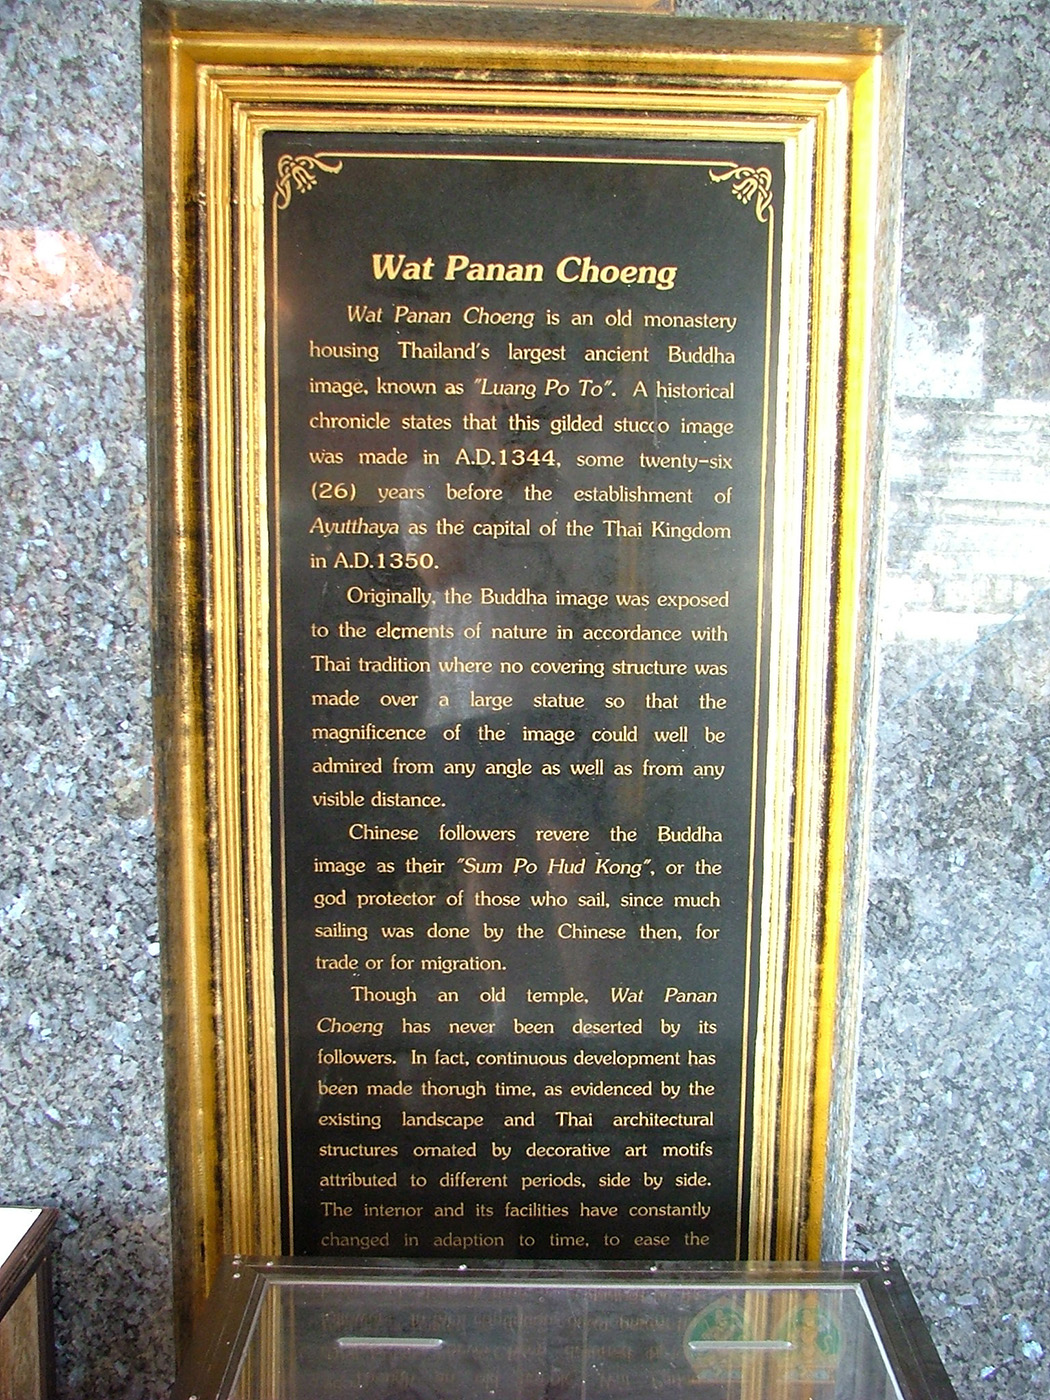 Wat Panan Choeng
Wat Panan Choeng is an old monastery
housing Thailand's largest ancient Buddha
image, known as "Luang Po To". A historical
chronicle states that this gilded stucco image
was made in A.D.1344, some twenty-six
(26) years before the establishment of
Ayutthaya as the capital of the Thai Kingdom
in A.D.1350.
Originally, the Buddha image was exposed
to the elements of nature in accordance with
Thai tradition where no covering structure was
made over a large statue so that the
magnificence of the image could well be
admired from any angle as well as from any
visible distance.
Chinese followers revere the Buddha
image as their "Sum Po Hud Kong", or the
god protector of those who sail, since much
sailing was done by the Chinese then, for
trade or for migration.
Though an old temple, Wat Panan
Choeng has never been deserted by its
followers. In fact, continuous development has
been made thorugh time, as evidenced by the
existing landscape and Thai architectural
structures ornated by decorative art motifs
attributed to different periods, side by side.
The interior and its facilities have constantly
changed in adaption to time, to ease the